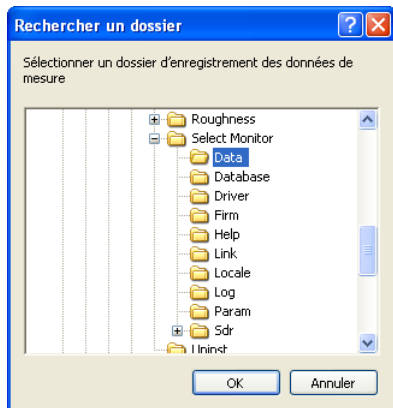 Rechercher un dossier
Sélectionner un dossier d'enregistrement des données de
mesure
Roughness
Select Monitor
Data
Database
Driver
Firm
Help
Link
Locale
Log
Param
Sdr
Uninst
OK
Annuler